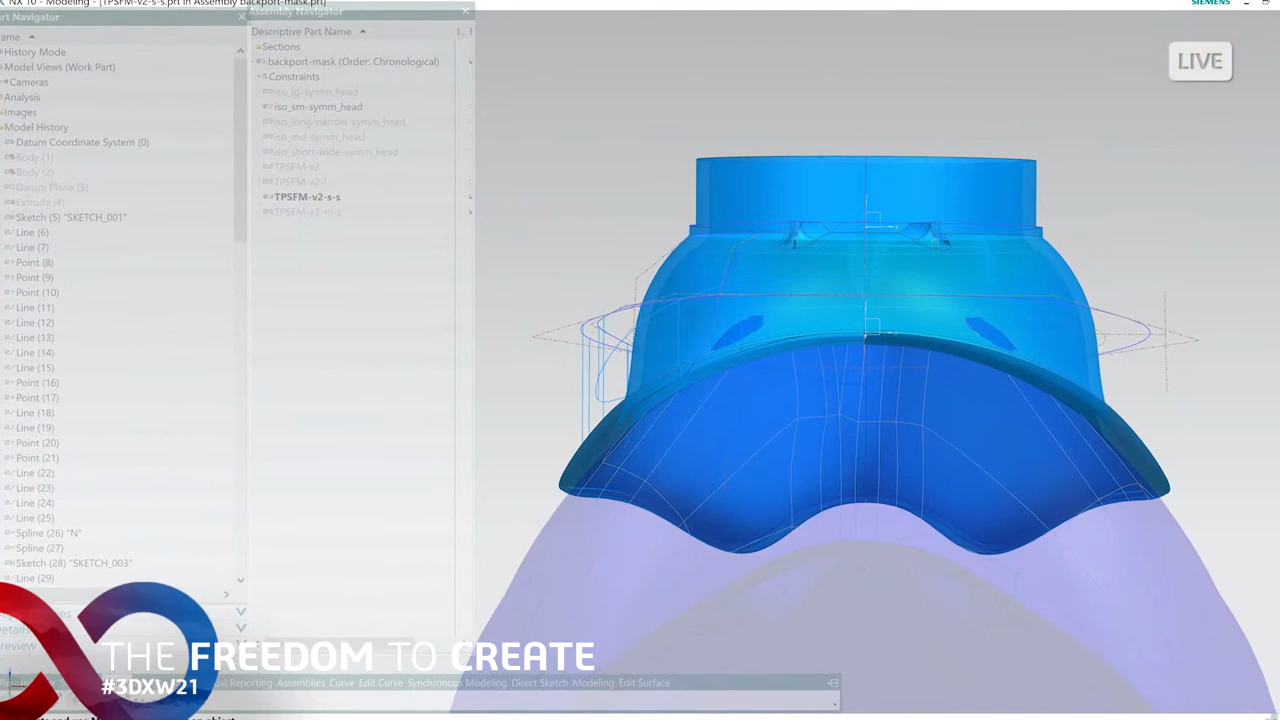 NX 10 - Modeling - [TPSFM-v2-s-s.prt in Assembly backport-mask.prt]
SIEMENS
Navigator
Assembly Navigator
Descriptive Part Name
History Mode
Model Views (Work Part)
Cameras
Analysis
Images
Model History
Datum Coordinate System (0)
Body (1)
Body (2)
Datum Plane (3)
Extrude (4)
Sketch (5) "SKETCH_001"
Line (6)
Line (7)
Point (8)
Point (9)
Point (10)
Line (11)
Line (12)
Line (13)
Line (14)
Line (15)
Point (16)
Point (17)
Line (18)
Line (19)
Point (20)
Point (21)
Line (22)
Line (23)
Line (24)
Line (25)
Spline (26) "N"
Spline (27)
Sketch (28) "SKETCH_003"
Line (29)
Sections
backport-mask (Order: Chronological)
Constraints
iso_lg-symm_head
iso_sm-symm_head
iso_long-narrow-symm_head
iso_md-symm_head
iso_short-wide-symm_head
TPSFM-v2
TPSFM-v2-l
TPSFM-v2-s-s
TPSFM-v2-m-s
LIVE
THE FREEDOM TO CREATE
#3DXW21
Reporting Assemblies Curve Edit Curve Synchronous Modeling Direct Sketch Modeling Edit Surface